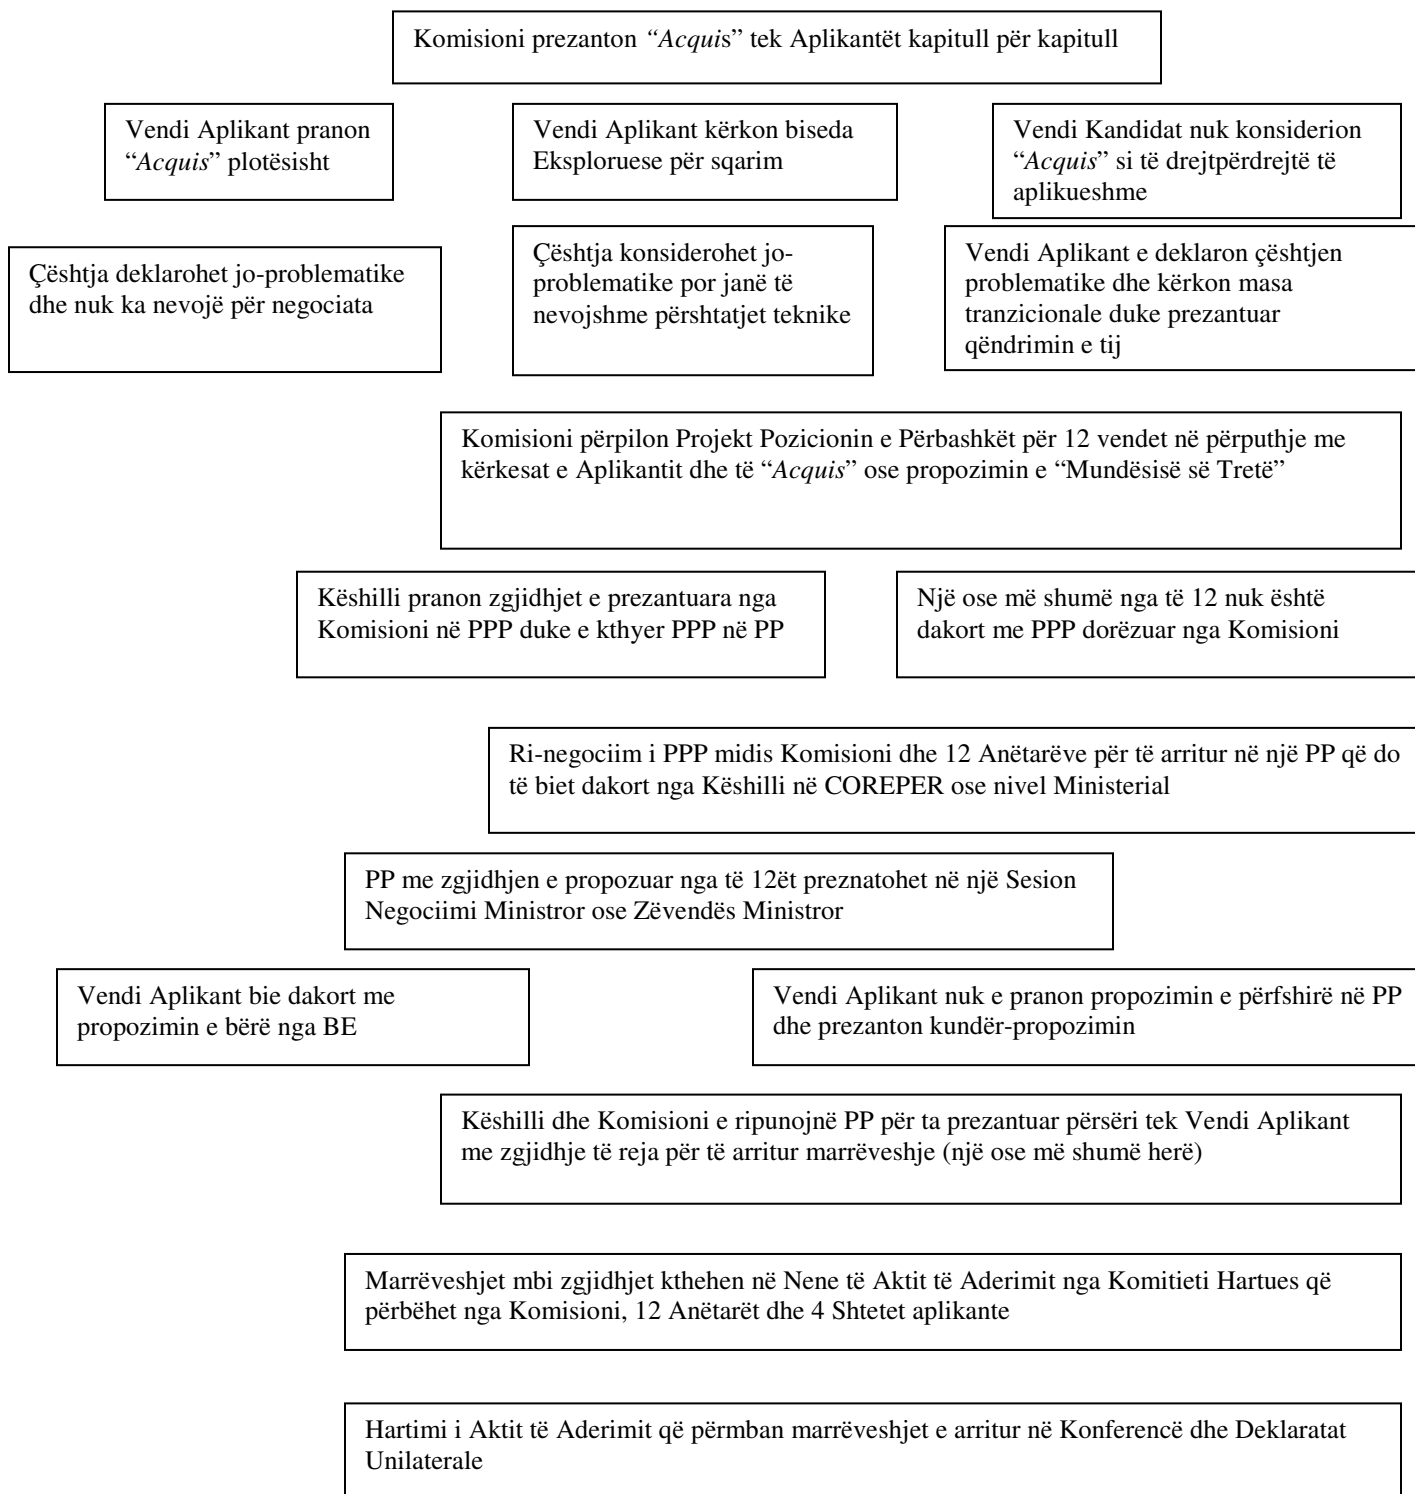 Komisioni prezanton “Acquis” tek Aplikantët kapitull për kapitull
Vendi Aplikant pranon
“Acquis” plotësisht
Vendi Aplikant kërkon biseda
Eksploruese për sqarim
Vendi Kandidat nuk konsiderion
“Acquis” si të drejtpërdrejtë të
aplikueshme
Çështja deklarohet jo-problematike
dhe nuk ka nevojë për negociata
Çështja konsiderohet jo-
problematike por janë të
nevojshme përshtatjet teknike
Vendi Aplikant e deklaron çështjen
problematike dhe kërkon masa
tranzicionale duke prezantuar
qëndrimin e tij
Komisioni përpilon Projekt Pozicionin e Përbashkët për 12 vendet në përputhje me
kërkesat e Aplikantit dhe të “Acquis” ose propozimin e “Mundësisë së Tretë”
Këshilli pranon zgjidhjet e prezantuara nga
Komisioni në PPP duke e kthyer PPP në PP
Një ose më shumë nga të 12 nuk është
dakort me PPP dorëzuar nga Komisioni
Ri-negociim i PPP midis Komisioni dhe 12 Anëtarëve për të arritur në një PP që do
të biet dakort nga Këshilli në COREPER ose nivel Ministerial
PP me zgjidhjen e propozuar nga të 12ët preznatohet në një Sesion
Negociimi Ministror ose Zëvendës Ministror
Vendi Aplikant bie dakort me
propozimin e bërë nga BE
Vendi Aplikant nuk e pranon propozimin e përfshirë në PP
dhe prezanton kundër-propozimin
Këshilli dhe Komisioni e ripunojnë PP për ta prezantuar përsëri tek Vendi Aplikant
me zgjidhje të reja për të arritur marrëveshje (një ose më shumë herë)
Marrëveshjet mbi zgjidhjet kthehen në Nene të Aktit të Aderimit nga Komitieti Hartues që
përbëhet nga Komisioni, 12 Anëtarët dhe 4 Shtetet aplikante
Hartimi i Aktit të Aderimit që përmban marrëveshjet e arritur në Konferencë dhe Deklaratat
Unilaterale